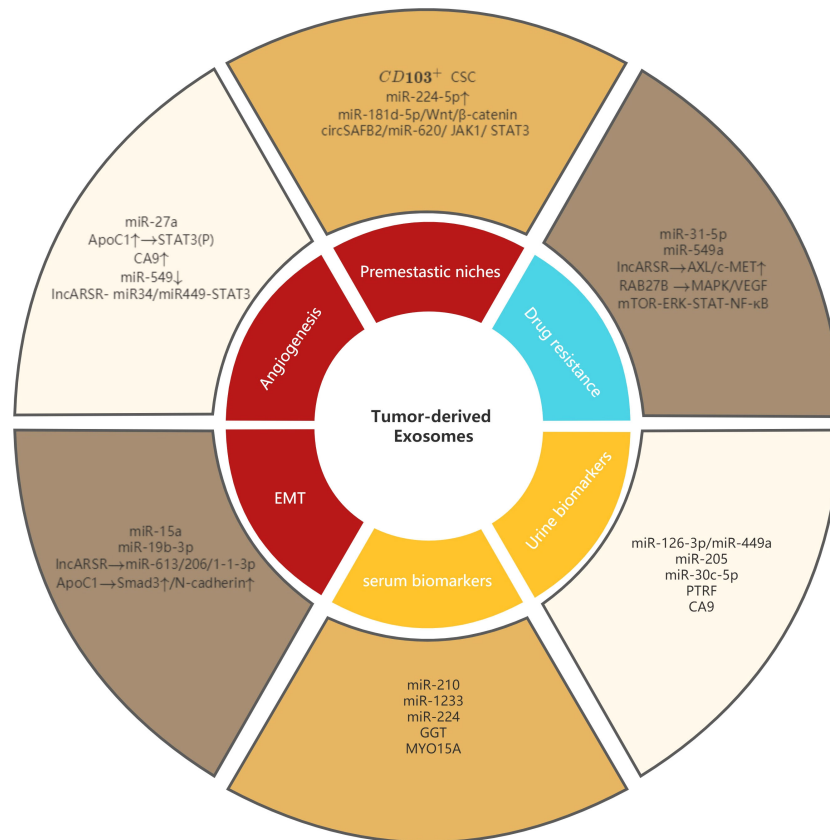 CD103⁺ CSC
miR-224-5p↑
miR-181d-5p/Wnt/β-catenin
circSAFB2/miR-620/ JAK1/ STAT3
Premestastic niches
miR-31-5p
miR-549a
lncARSR→AXL/c-MET↑
RAB27B →MAPK/VEGF
mTOR-ERK-STAT-NF-κB
Drug resistance
miR-126-3p/miR-449a
miR-205
miR-30c-5p
PTRF
CA9
Urine biomarkers
miR-210
miR-1233
miR-224
GGT
MYO15A
serum biomarkers
miR-15a
miR-19b-3p
lncARSR→miR-613/206/1-1-3p
ApoC1→Smad3↑/N-cadherin↑
EMT
miR-27a
ApoC1↑→STAT3(P)
CA9↑
miR-549↓
lncARSR- miR34/miR449-STAT3
Angiogenesis
Tumor-derived
Exosomes